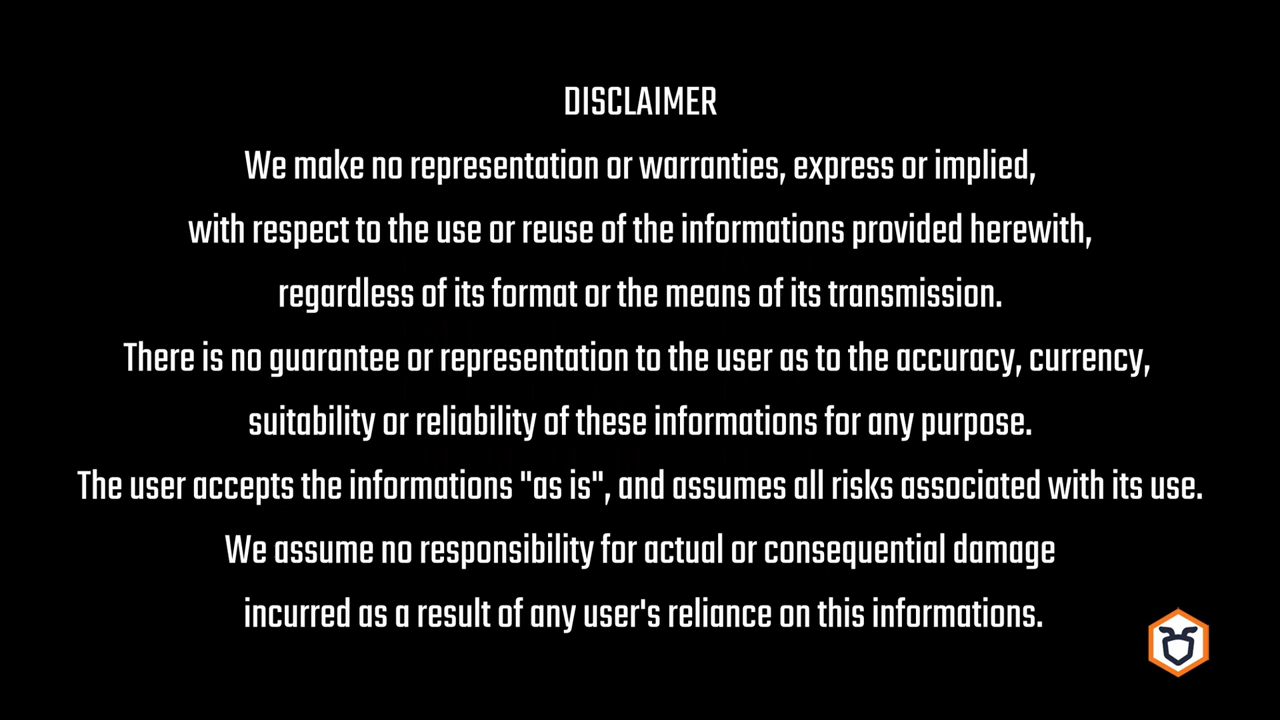 DISCLAIMER
We make no representation or warranties, express or implied,
with respect to the use or reuse of the informations provided herewith,
regardless of its format or the means of its transmission.
There is no guarantee or representation to the user as to the accuracy, currency,
suitability or reliability of these informations for any purpose.
The user accepts the informations "as is", and assumes all risks associated with its use.
We assume no responsibility for actual or consequential damage
incurred as a result of any user's reliance on this informations.